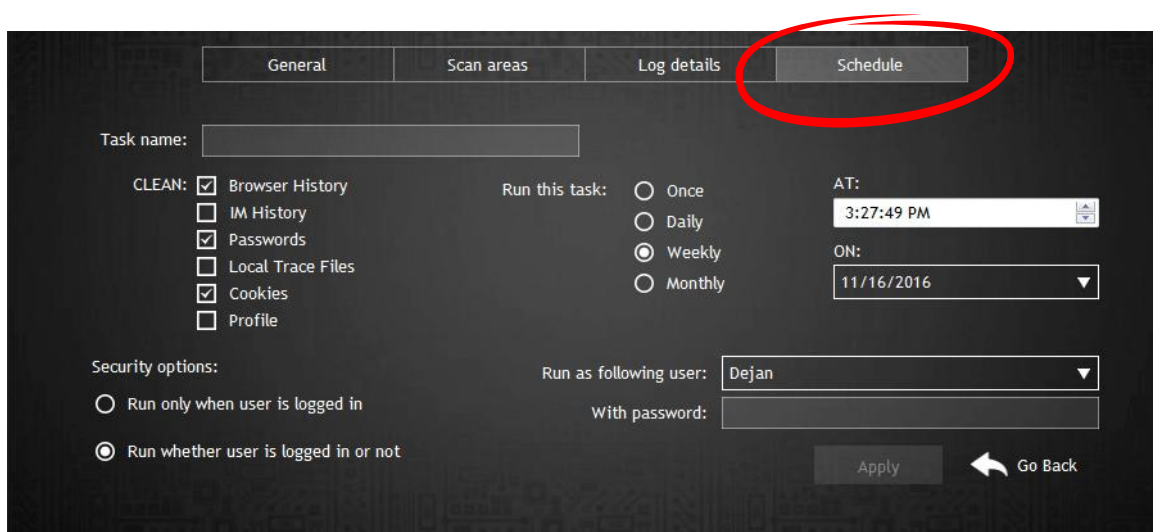 General Scan areas Log details Schedule
Task name:
CLEAN: Browser History
IM History
Passwords
Local Trace Files
Cookies
Profile
Run this task: Once
Daily
Weekly
Monthly
AT:
3:27:49 PM
ON:
11/16/2016
Security options:
Run only when user is logged in
Run whether user is logged in or not
Run as following user: Dejan
With password:
Apply Go Back